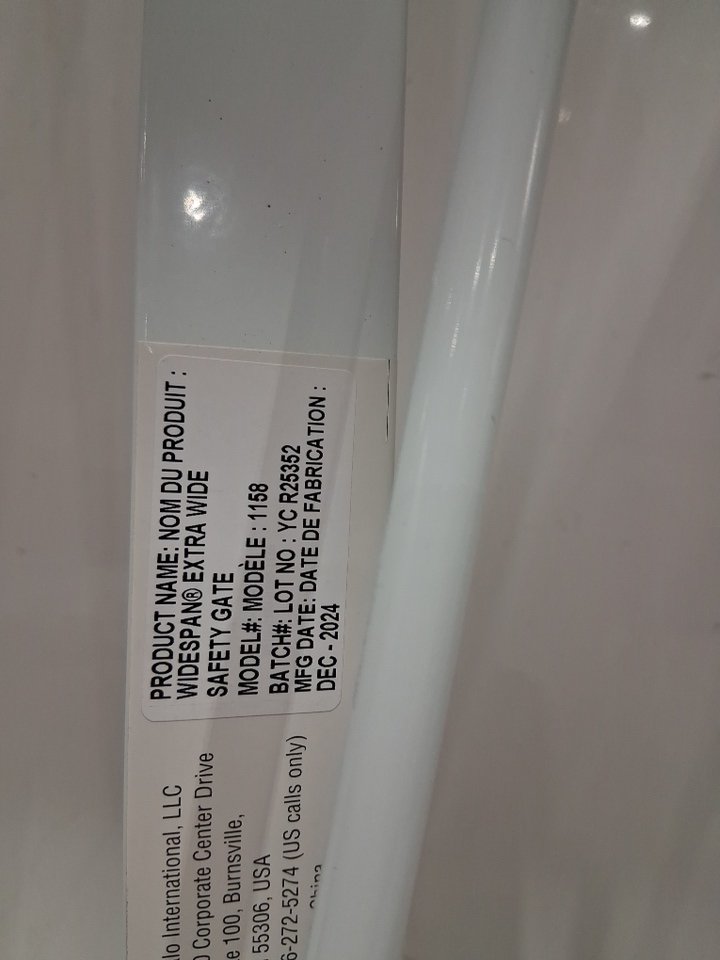 PRODUCT NAME: NOM DU PRODUIT :
WIDESPAN® EXTRA WIDE
SAFETY GATE
MODEL#: MODÈLE : 1158
BATCH#: LOT NO : YC R25352
MFG DATE: DATE DE FABRICATION :
DEC - 2024
lo International, LLC
Corporate Center Drive
100, Burnsville,
55306, USA
6-272-5274 (US calls only)